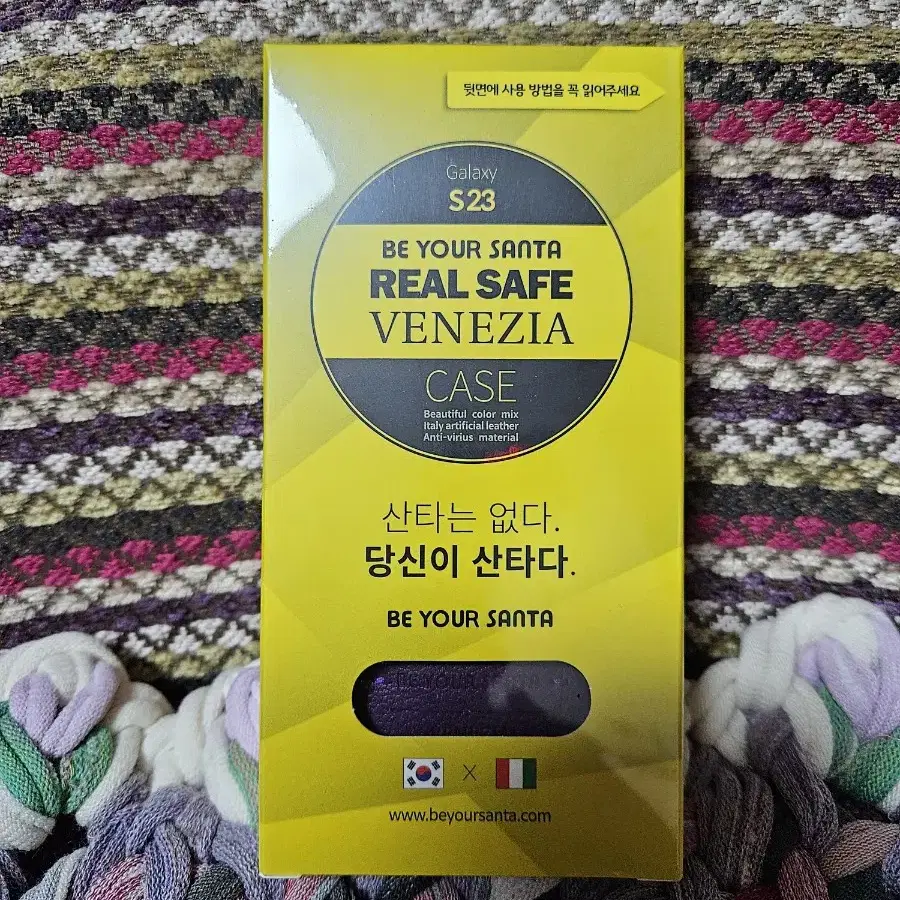 뒷면에 사용 방법을 꼭 읽어주세요
Galaxy
S23
BE YOUR SANTA
REAL SAFE
VENEZIA
CASE
Beautiful color mix
Italy artificial leather
Anti-virius material
산타는 없다.
당신이 산타다.
BE YOUR SANTA
X
www.beyoursanta.com